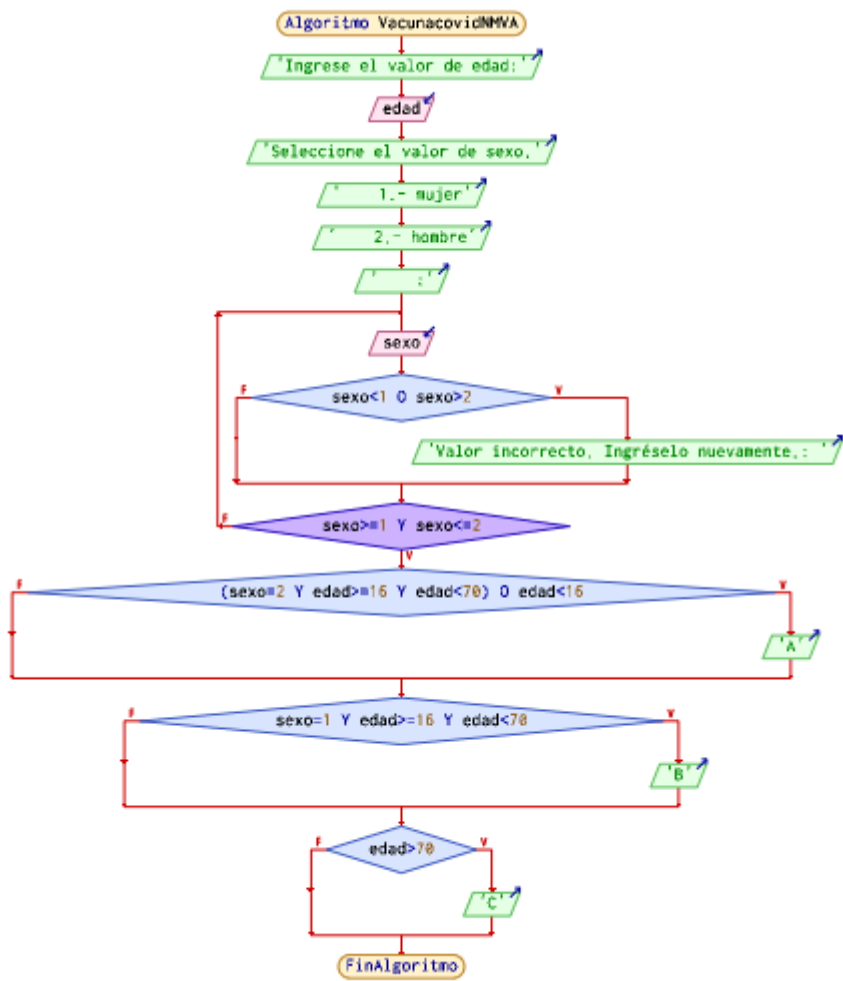 Algoritmo VacunacovidNMVA
'Ingrese el valor de edad:'
edad
'Seleccione el valor de sexo.'
'    1.- mujer'
'    2.- hombre'
'    :'
sexo
F
sexo<1 O sexo>2
V
'Valor incorrecto. Ingréselo nuevamente.: '
F
sexo>=1 Y sexo<=2
V
F
(sexo=2 Y edad>=16 Y edad<70) O edad<16
V
'A'
F
sexo=1 Y edad>=16 Y edad<70
V
'B'
F
edad>70
V
'C'
FinAlgoritmo